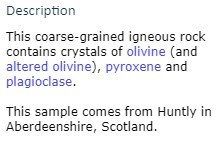 Description
This coarse-grained igneous rock
contains crystals of olivine (and
altered olivine), pyroxene and
plagioclase.
This sample comes from Huntly in
Aberdeenshire, Scotland.